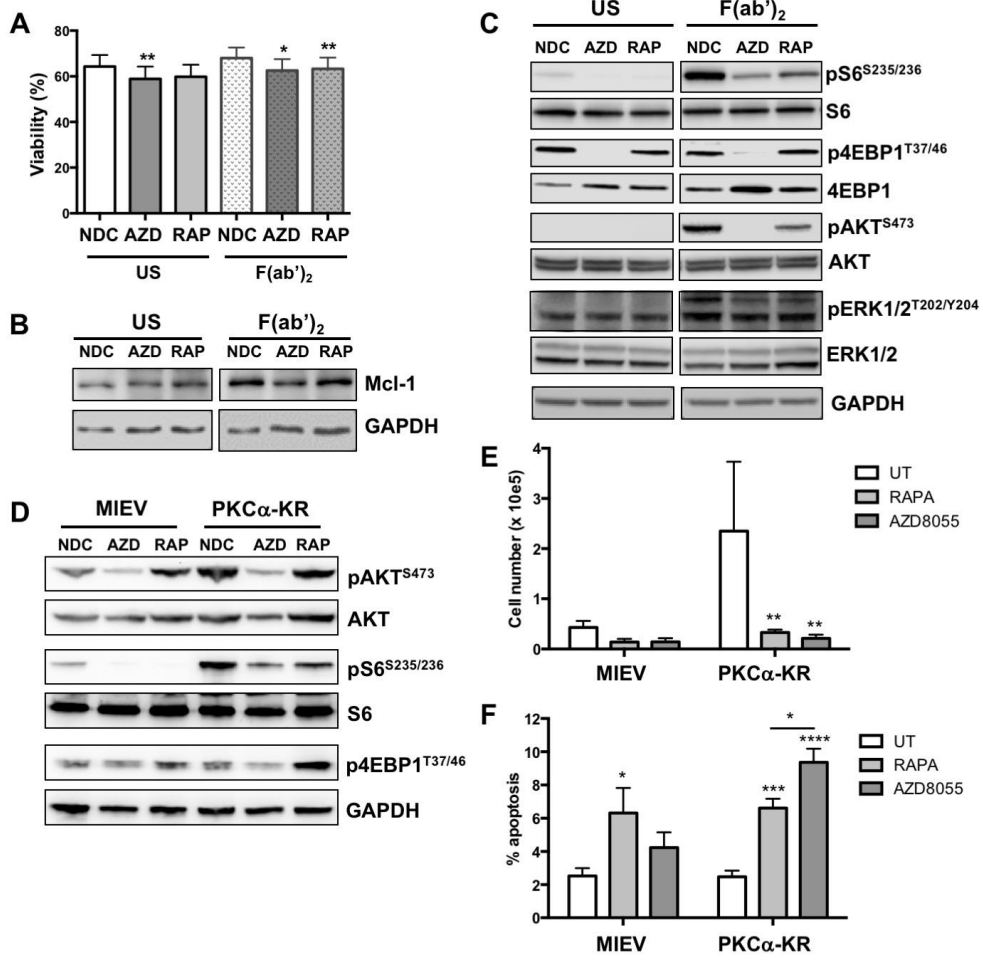 A
Viability (%)
80
60
40
20
0
** * **
NDC AZD RAP NDC AZD RAP
US F(ab’)₂
B
US F(ab’)₂
NDC AZD RAP NDC AZD RAP
Mcl-1
GAPDH
C
US F(ab’)₂
NDC AZD RAP NDC AZD RAP
pS6S235/236
S6
p4EBP1T37/46
4EBP1
pAKTS473
AKT
pERK1/2T202/Y204
ERK1/2
GAPDH
D
MIEV PKCα-KR
NDC AZD RAP NDC AZD RAP
pAKTS473
AKT
pS6S235/236
S6
p4EBP1T37/46
GAPDH
E
Cell number (x 10e5)
4
3
2
1
0
** **
MIEV PKCα-KR
UT
RAPA
AZD8055
F
% apoptosis
12
10
8
6
4
2
0
*
* *** ****
MIEV PKCα-KR
UT
RAPA
AZD8055